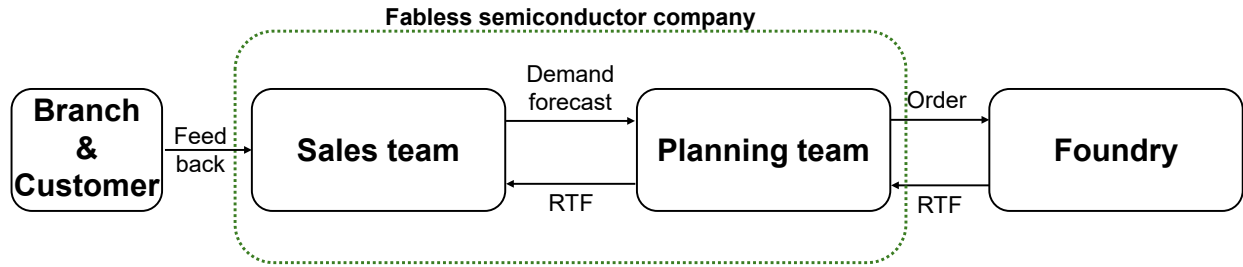 Fabless semiconductor company
Branch
&
Customer
Feed
back
Sales team
Demand
forecast
RTF
Planning team
Order
RTF
Foundry